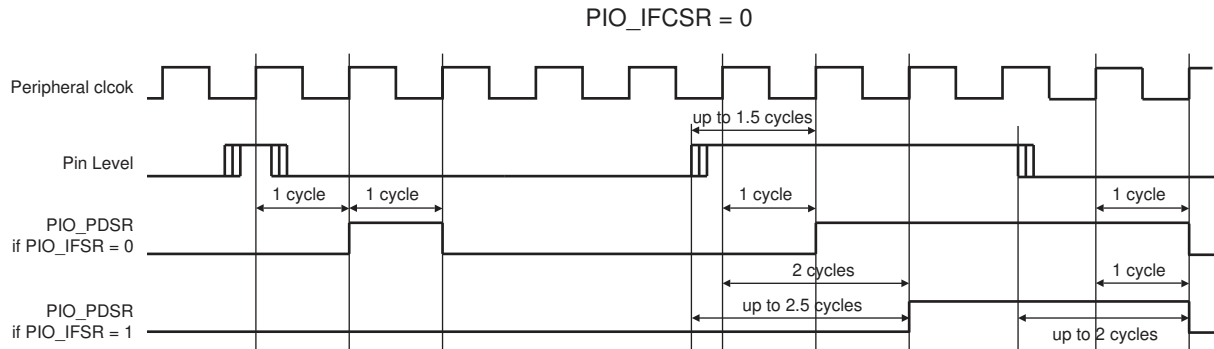 PIO_IFCSR = 0
Peripheral clcok
up to 1.5 cycles
Pin Level
1 cycle
1 cycle
1 cycle
1 cycle
PIO_PDSR
if PIO_IFSR = 0
2 cycles
1 cycle
PIO_PDSR
if PIO_IFSR = 1
up to 2.5 cycles
up to 2 cycles